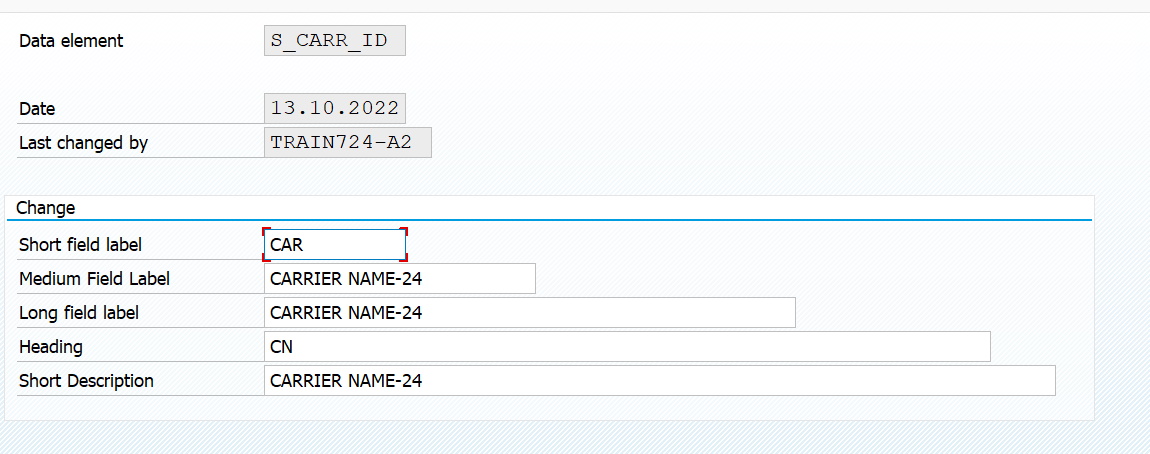 Data element S_CARR_ID
Date 13.10.2022
Last changed by TRAIN724-A2
Change
Short field label CAR
Medium Field Label CARRIER NAME-24
Long field label CARRIER NAME-24
Heading CN
Short Description CARRIER NAME-24